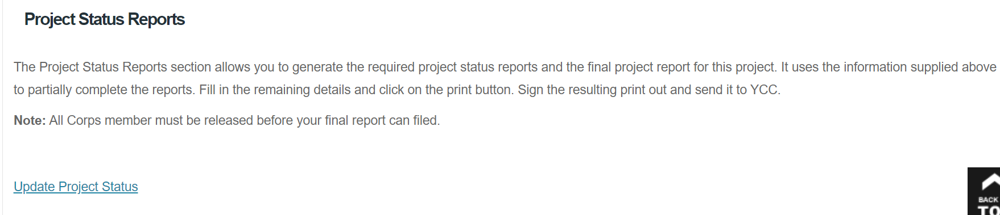 Project Status Reports
The Project Status Reports section allows you to generate the required project status reports and the final project report for this project. It uses the information supplied above
to partially complete the reports. Fill in the remaining details and click on the print button. Sign the resulting print out and send it to YCC.
Note: All Corps member must be released before your final report can filed.
Update Project Status
BACK
TO